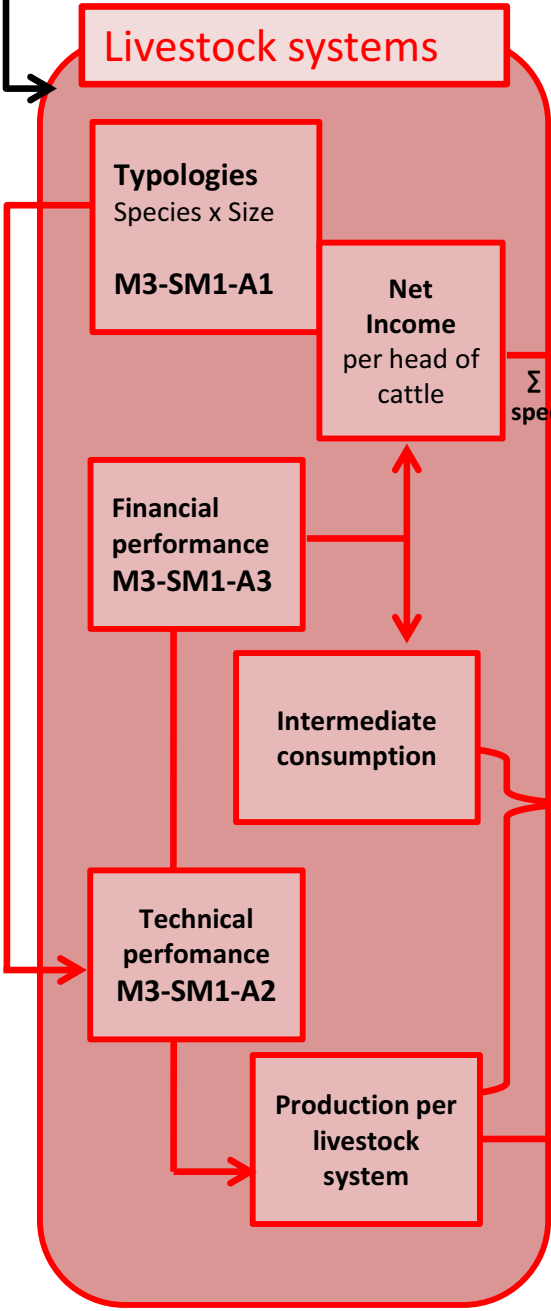 Livestock systems
Typologies
Species x Size
M3-SM1-A1
Net
Income
per head of
cattle
Σ
Financial
performance
M3-SM1-A3
Intermediate
consumption
Technical
perfomance
M3-SM1-A2
Production per
livestock
system